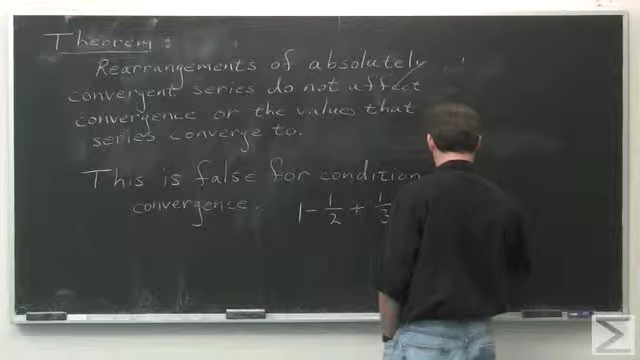 Theorem:
Rearrangements of absolutely
convergent series do not affect
convergence or the values that
series converge to.
This is false for condition
convergence. 1 - 1/2 + 1/3